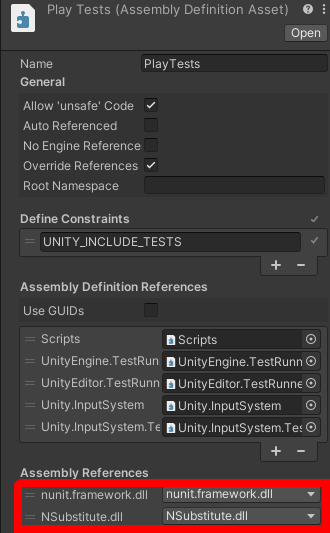 Play Tests (Assembly Definition Asset)
Open
Name PlayTests
General
Allow 'unsafe' Code
Auto Referenced
No Engine Reference
Override References
Root Namespace
Define Constraints
UNITY_INCLUDE_TESTS
Assembly Definition References
Use GUIDs
Scripts Scripts
UnityEngine.TestRun UnityEngine.TestRunne
UnityEditor.TestRunn UnityEditor.TestRunne
Unity.InputSystem Unity.InputSystem
Unity.InputSystem.Te Unity.InputSystem.Tes
Assembly References
nunit.framework.dll nunit.framework.dll
NSubstitute.dll NSubstitute.dll